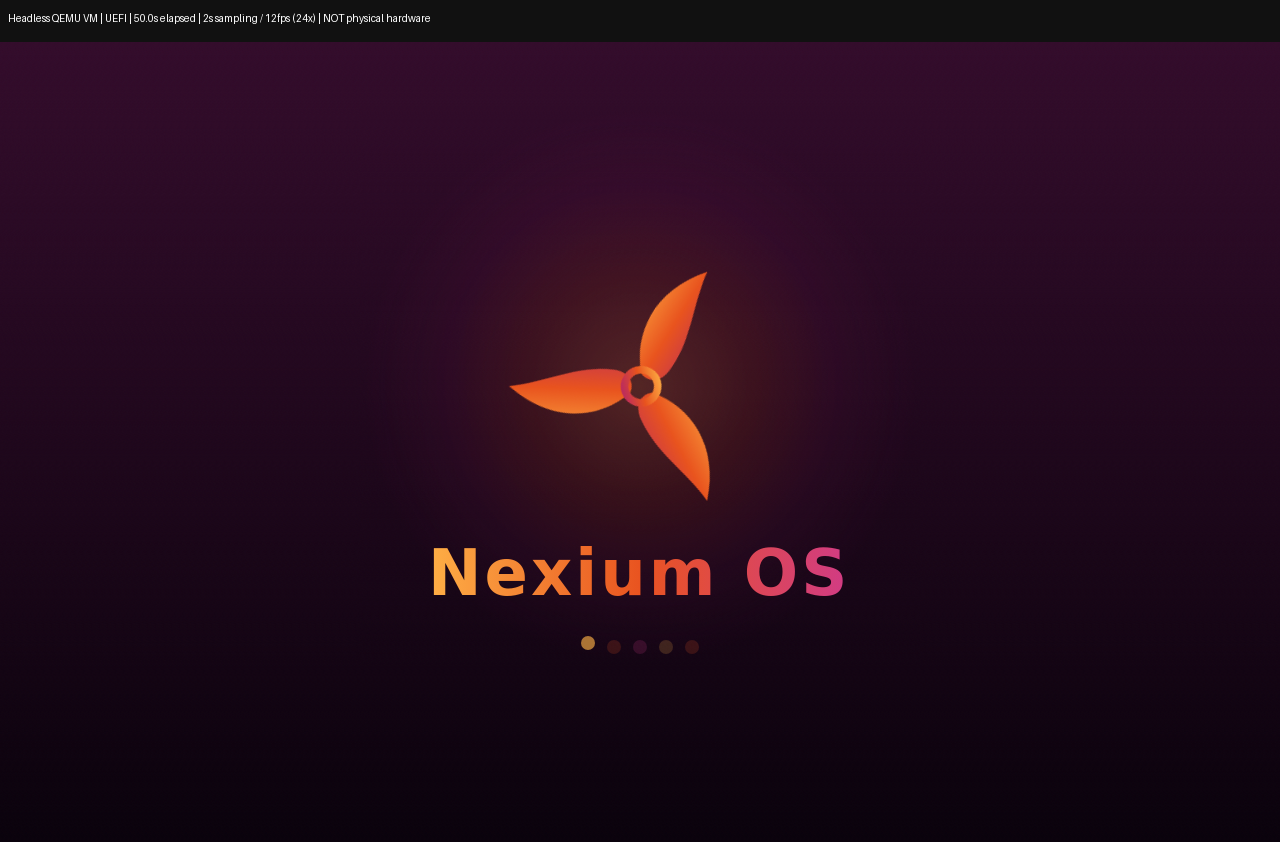 Headless QEMU VM | UEFI | 50.0s elapsed | 2s sampling / 12fps (24x) | NOT physical hardware
Nexium OS